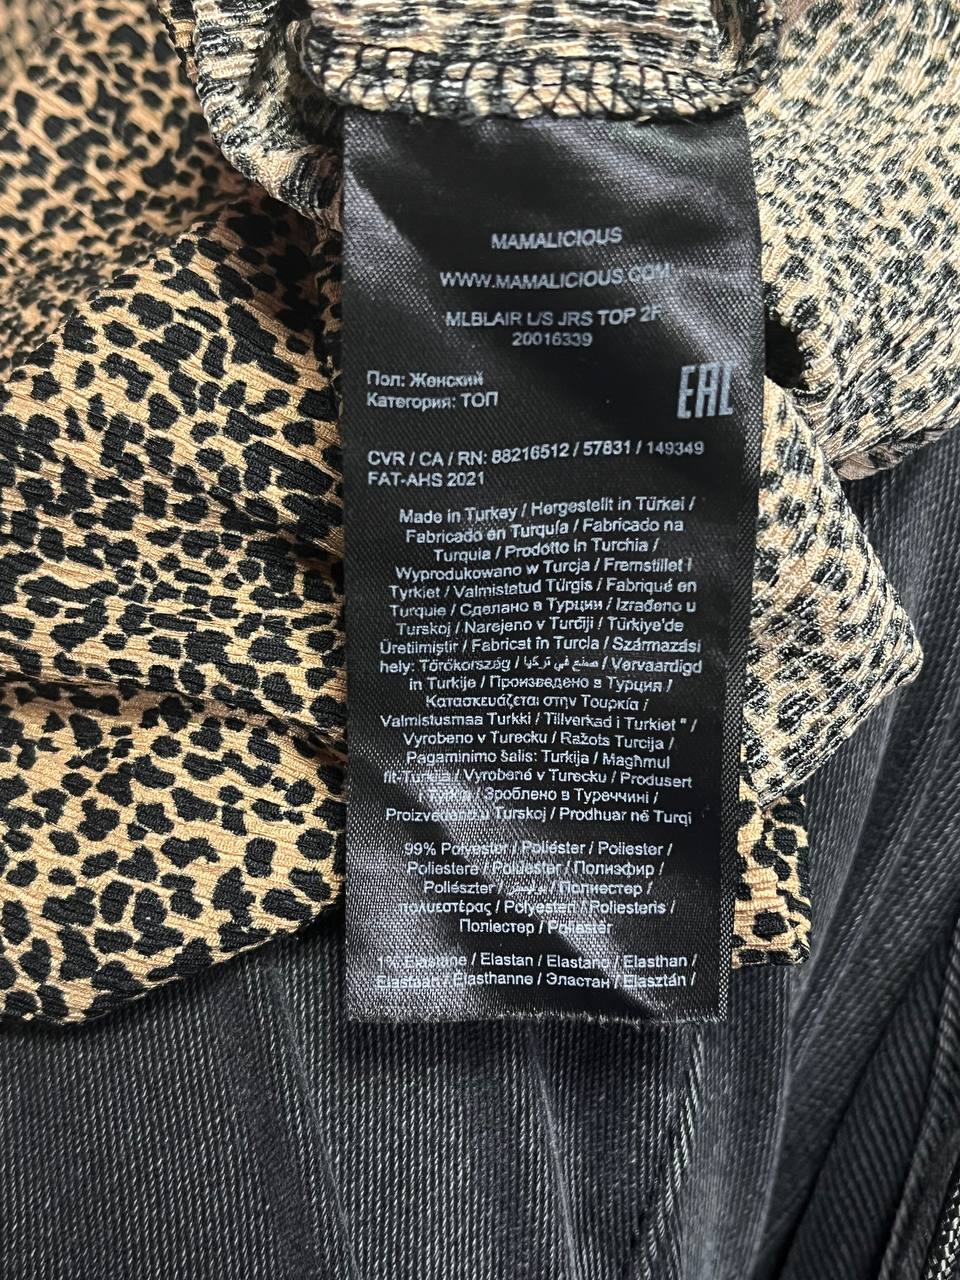 MAMALICIOUS
WWW.MAMALICIOUS.COM
MLBLAIR L/S JRS TOP 2F
20016339
Пол: Женский
Категория: ТОП
EAC
CVR / CA / RN: 88216512 / 57831 / 149349
FAT-AHS 2021
Made in Turkey / Hergestellt in Türkei /
Fabricado en Turquía / Fabricado na
Turquia / Prodotto in Turchia /
Wyprodukowano w Turcja / Fremstillet i
Tyrkiet / Valmistatud Türgis / Fabriqué en
Turquie / Сделано в Турции / Izrađeno u
Turskoj / Narejeno v Turčiji / Türkiye'de
Üretilmiştir / Fabricat în Turcia / Származási
hely: Törökország / صنع في تركيا / Vervaardigd
in Turkije / Произведено в Турция /
Κατασκευάζεται στην Τουρκία /
Valmistusmaa Turkki / Tillverkad i Turkiet " /
Vyrobeno v Turecku / Ražots Turcija /
Pagaminimo šalis: Turkija / Magħmul
fit-Turkija / Vyrobené v Turecku / Produsert
i Tyrkia / Зроблено в Туреччині /
Proizvedeno u Turskoj / Prodhuar në Turqi
99% Polyester / Poliéster / Poliester /
Poliestere / Polüester / Полиэфир /
Poliészter / بوليستر / Полиестер /
πολυεστέρας / Polyesteri / Poliesteris /
Поліестер / Poliestër
1% Elastane / Elastan / Elastano / Elasthan /
Elastaan / Élasthanne / Эластан / Elasztán /